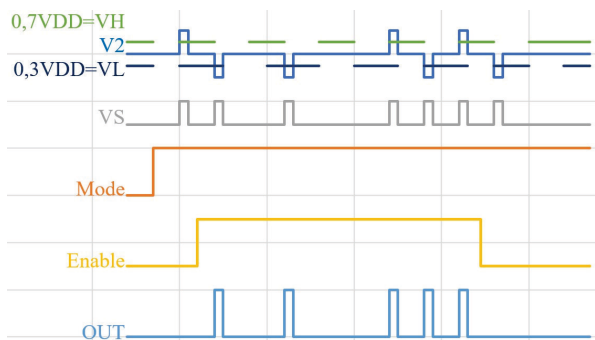 0,7VDD=VH
V2
0,3VDD=VL
VS
Mode
Enable
OUT